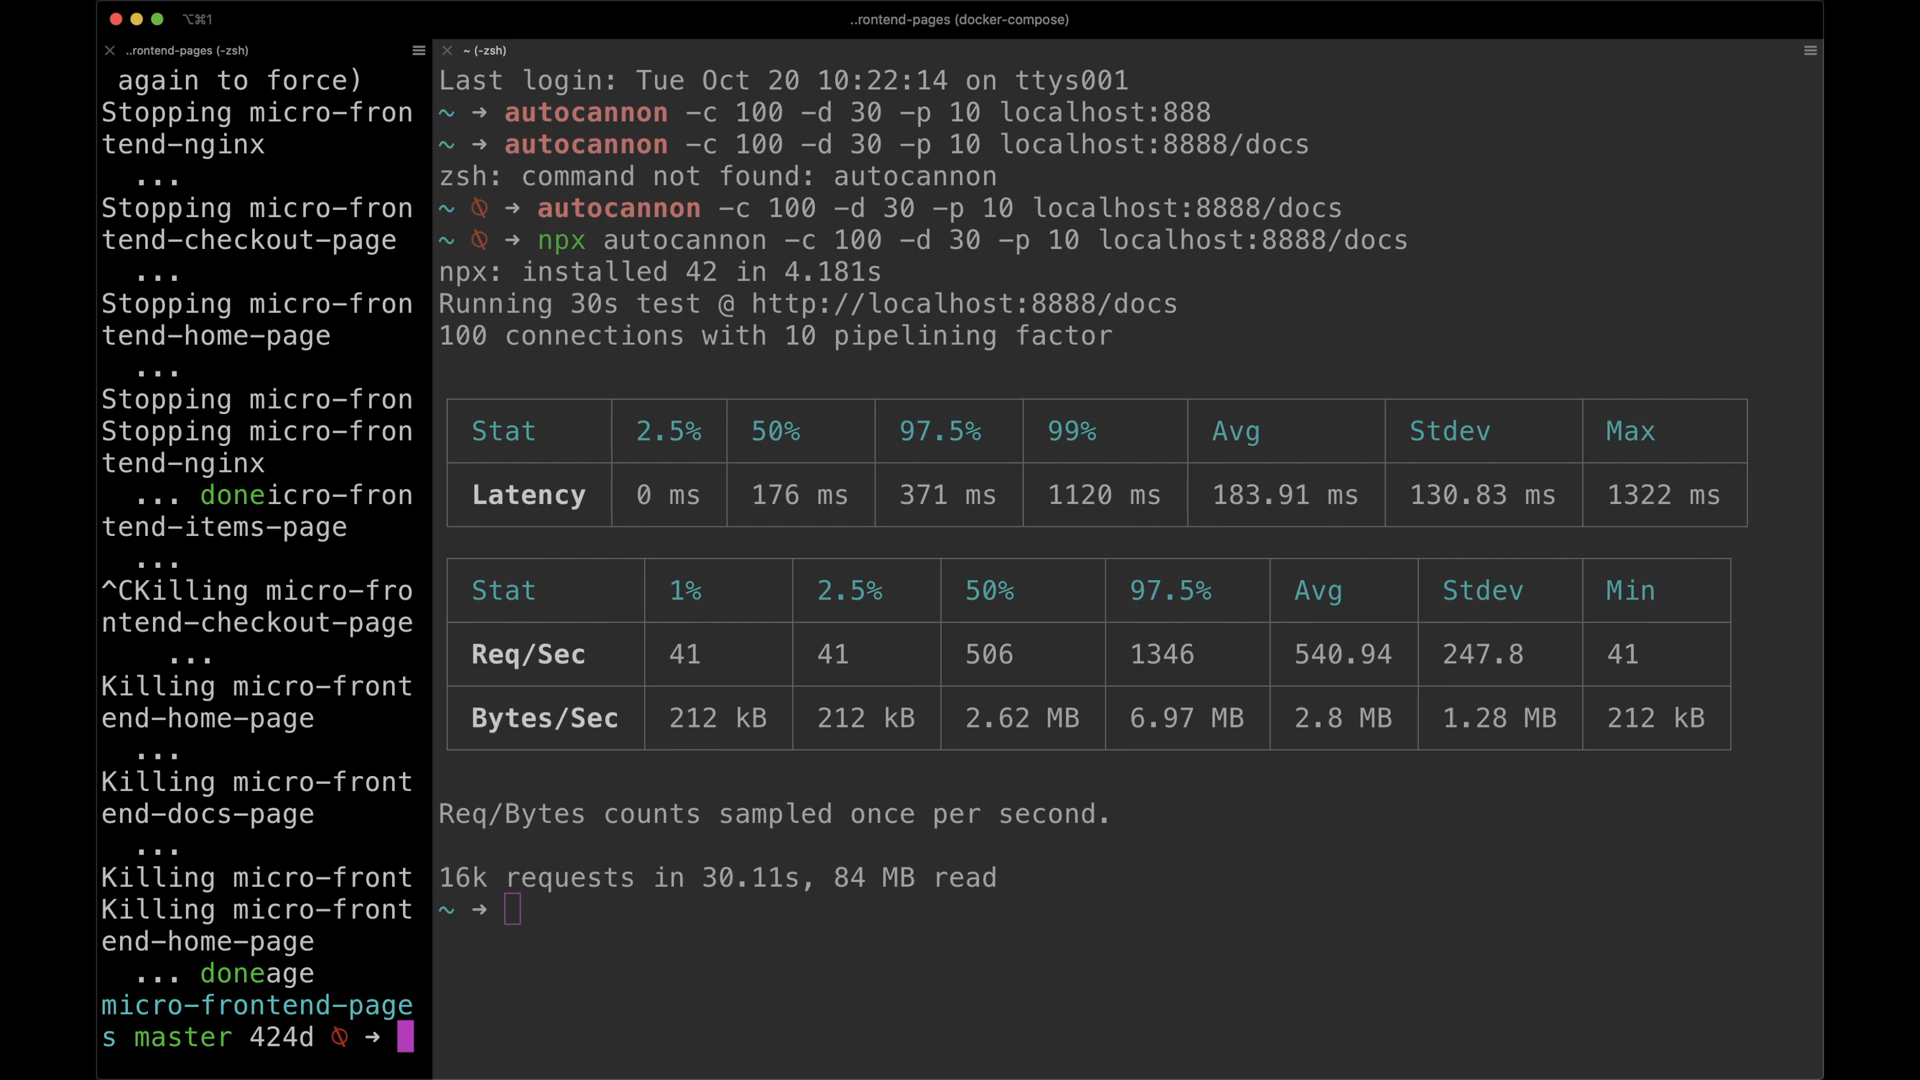 ⌥⌘1
..rontend-pages (docker-compose)
..rontend-pages (-zsh)
again to force)
Stopping micro-fron
tend-nginx
...
Stopping micro-fron
tend-checkout-page
...
Stopping micro-fron
tend-home-page
...
Stopping micro-fron
Stopping micro-fron
tend-nginx
... doneicro-fron
tend-items-page
...
^CKilling micro-fro
ntend-checkout-page
...
Killing micro-front
end-home-page
...
Killing micro-front
end-docs-page
...
Killing micro-front
Killing micro-front
end-home-page
... doneage
micro-frontend-page
s master 424d ➜
~ (-zsh)
Last login: Tue Oct 20 10:22:14 on ttys001
~ ➜ autocannon -c 100 -d 30 -p 10 localhost:888
~ ➜ autocannon -c 100 -d 30 -p 10 localhost:8888/docs
zsh: command not found: autocannon
~ ➜ autocannon -c 100 -d 30 -p 10 localhost:8888/docs
~ ➜ npx autocannon -c 100 -d 30 -p 10 localhost:8888/docs
npx: installed 42 in 4.181s
Running 30s test @ http://localhost:8888/docs
100 connections with 10 pipelining factor
Stat 2.5% 50% 97.5% 99% Avg Stdev Max
Latency 0 ms 176 ms 371 ms 1120 ms 183.91 ms 130.83 ms 1322 ms
Stat 1% 2.5% 50% 97.5% Avg Stdev Min
Req/Sec 41 41 506 1346 540.94 247.8 41
Bytes/Sec 212 kB 212 kB 2.62 MB 6.97 MB 2.8 MB 1.28 MB 212 kB
Req/Bytes counts sampled once per second.
16k requests in 30.11s, 84 MB read
~ ➜